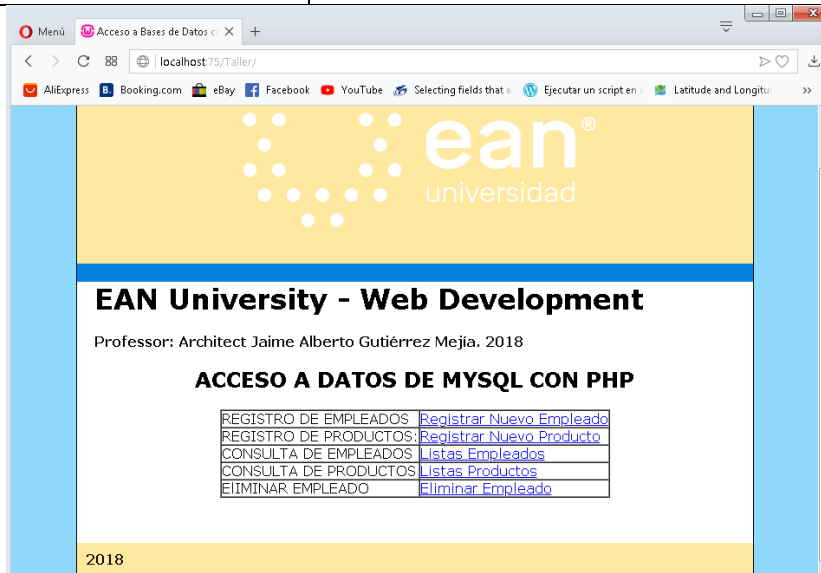 Menú Acceso a Bases de Datos c
localhost:75/Taller/
AliExpress B. Booking.com eBay Facebook YouTube Selecting fields that a Ejecutar un script en Latitude and Longitu »
ean®
universidad
EAN University - Web Development
Professor: Architect Jaime Alberto Gutiérrez Mejía. 2018
ACCESO A DATOS DE MYSQL CON PHP
REGISTRO DE EMPLEADOS Registrar Nuevo Empleado
REGISTRO DE PRODUCTOS: Registrar Nuevo Producto
CONSULTA DE EMPLEADOS Listas Empleados
CONSULTA DE PRODUCTOS Listas Productos
ElIMINAR EMPLEADO Eliminar Empleado
2018